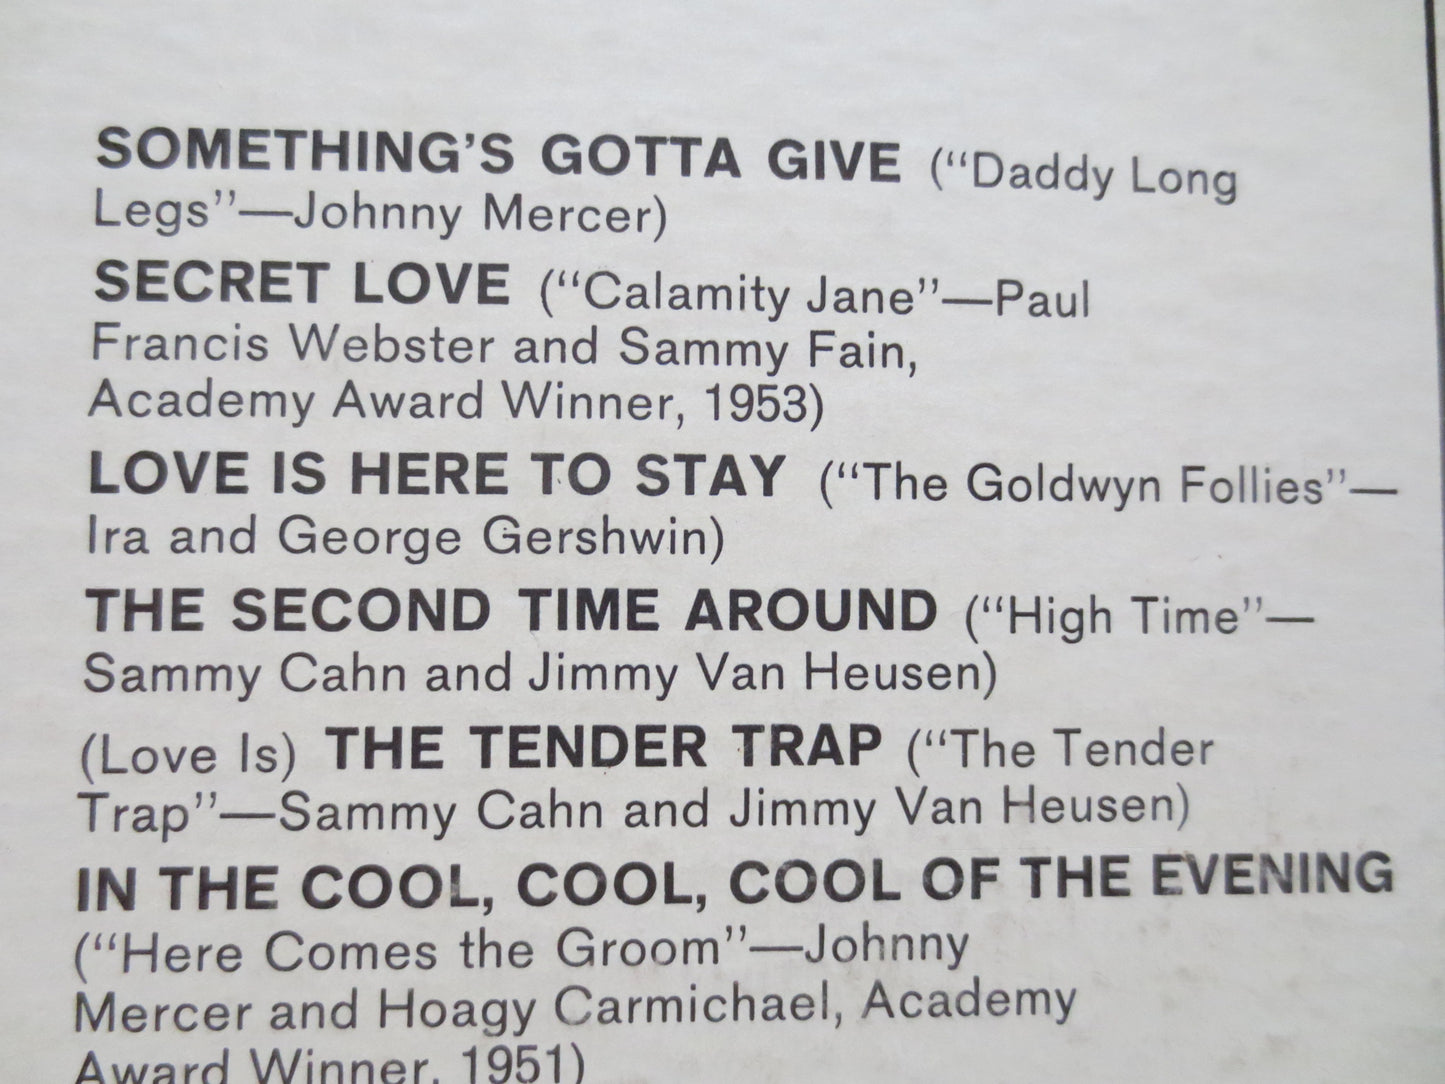 SOMETHING'S GOTTA GIVE (“Daddy Long
Legs”—Johnny Mercer)
SECRET LOVE (“Calamity Jane”—Paul
Francis Webster and Sammy Fain,
Academy Award Winner, 1953)
LOVE IS HERE TO STAY (“The Goldwyn Follies”—
Ira and George Gershwin)
THE SECOND TIME AROUND (“High Time”—
Sammy Cahn and Jimmy Van Heusen)
(Love Is) THE TENDER TRAP (“The Tender
Trap”—Sammy Cahn and Jimmy Van Heusen)
IN THE COOL, COOL, COOL OF THE EVENING
(“Here Comes the Groom”—Johnny
Mercer and Hoagy Carmichael, Academy
Award Winner, 1951)